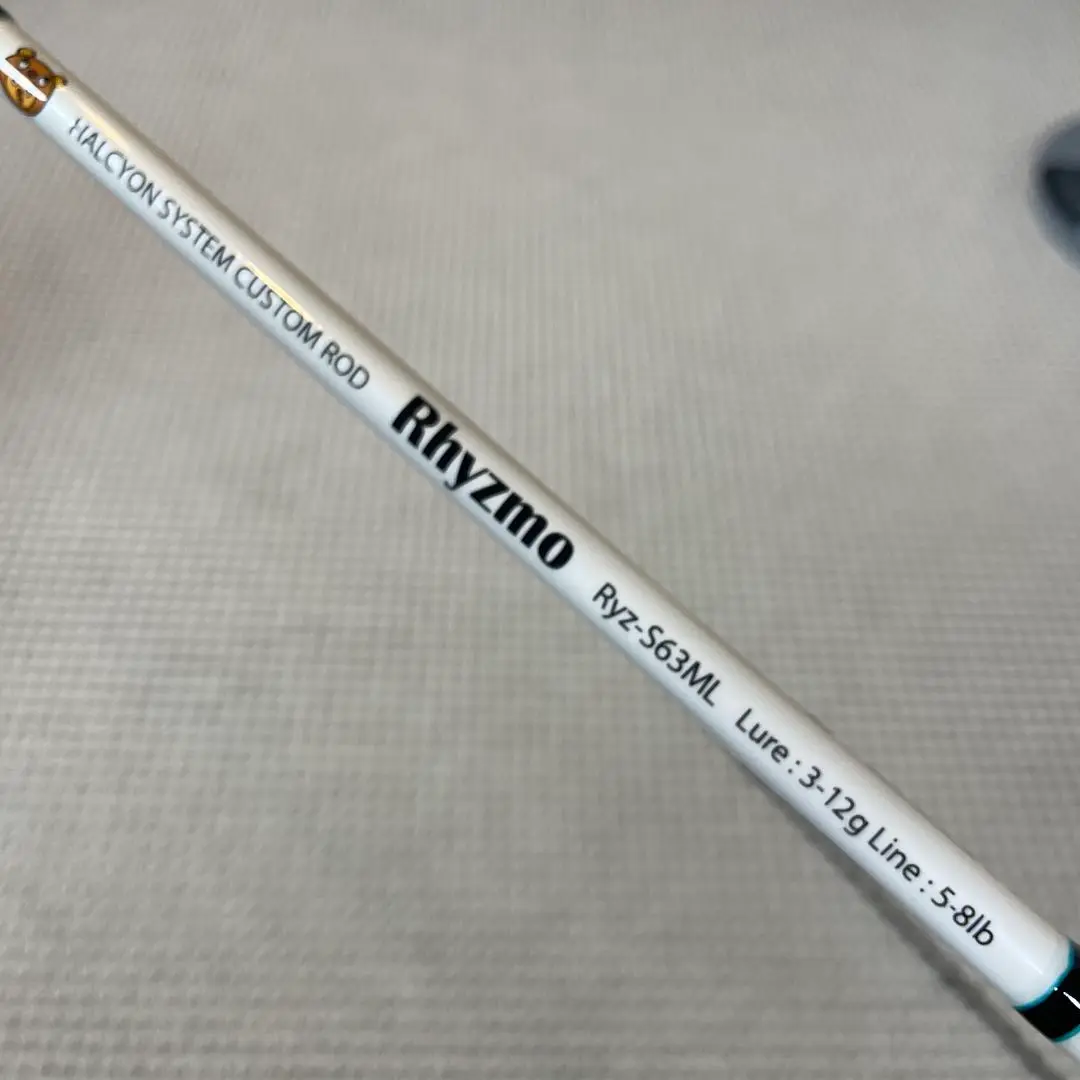 HALCYON SYSTEM CUSTOM ROD Rhyzmo Ryz-S63ML Lure : 3-12g Line : 5-8lb